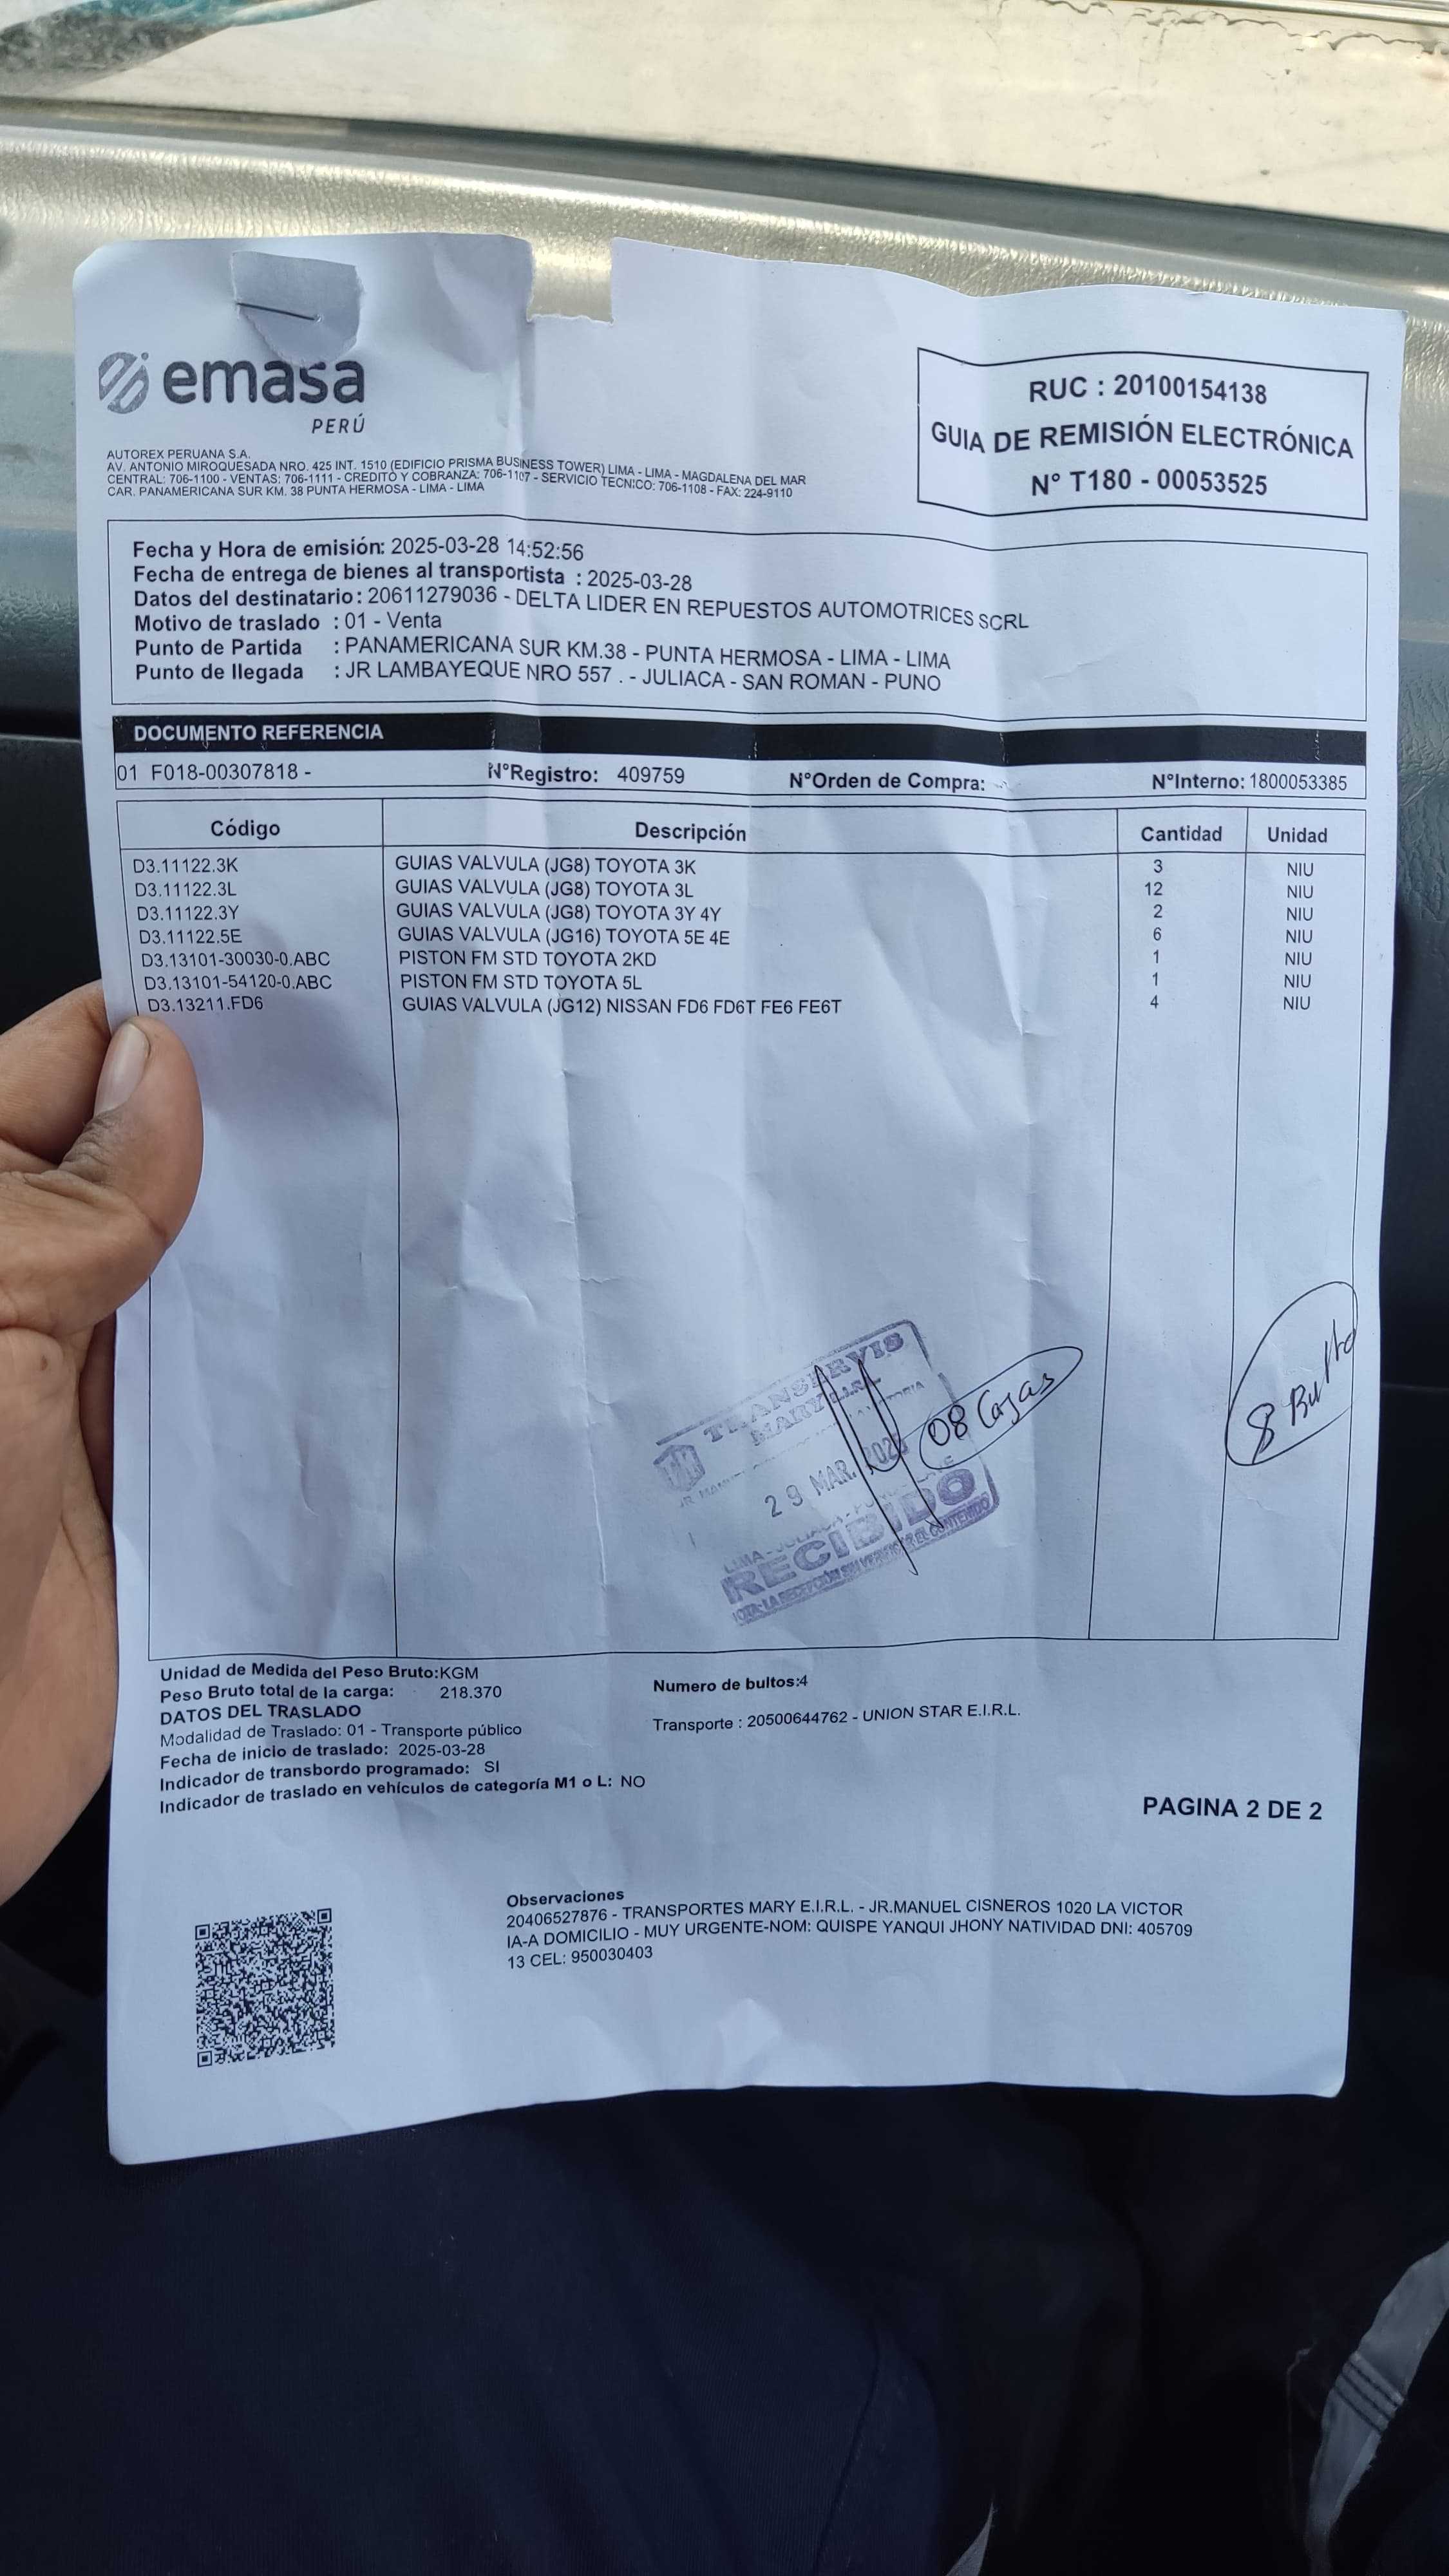 emasa
PERÚ
RUC : 20100154138
GUIA DE REMISIÓN ELECTRÓNICA
N° T180 - 00053525
AUTOREX PERUANA S.A.
AV. ANTONIO MIROQUESADA NRO. 425 INT. 1510 (EDIFICIO PRISMA BUSINESS TOWER) LIMA - LIMA - MAGDALENA DEL MAR
CENTRAL: 706-1100 - VENTAS: 706-1111 - CREDITO Y COBRANZA: 706-1107 - SERVICIO TECNICO: 706-1108 - FAX: 224-9110
CAR. PANAMERICANA SUR KM. 38 PUNTA HERMOSA - LIMA - LIMA
Fecha y Hora de emisión: 2025-03-28 14:52:56
Fecha de entrega de bienes al transportista : 2025-03-28
Datos del destinatario : 20611279036 - DELTA LIDER EN REPUESTOS AUTOMOTRICES SCRL
Motivo de traslado : 01 - Venta
Punto de Partida : PANAMERICANA SUR KM.38 - PUNTA HERMOSA - LIMA - LIMA
Punto de llegada : JR LAMBAYEQUE NRO 557 . - JULIACA - SAN ROMAN - PUNO
DOCUMENTO REFERENCIA
01 F018-00307818 - N°Registro: 409759 N°Orden de Compra: - N°Interno: 1800053385
Código Descripción Cantidad Unidad
D3.11122.3K GUIAS VALVULA (JG8) TOYOTA 3K 3 NIU
D3.11122.3L GUIAS VALVULA (JG8) TOYOTA 3L 12 NIU
D3.11122.3Y GUIAS VALVULA (JG8) TOYOTA 3Y 4Y 2 NIU
D3.11122.5E GUIAS VALVULA (JG16) TOYOTA 5E 4E 6 NIU
D3.13101-30030-0.ABC PISTON FM STD TOYOTA 2KD 1 NIU
D3.13101-54120-0.ABC PISTON FM STD TOYOTA 5L 1 NIU
D3.13211.FD6 GUIAS VALVULA (JG12) NISSAN FD6 FD6T FE6 FE6T 4 NIU
TRANSERVIS
MARY E.I.R.L.
29 MAR. 202
LIMA - JULIACA - PUNO
RECIBIDO
NOTA: LA RECEPCIÓN SIN VERIFICAR EL CONTENIDO
08 Cajas
8 Bulto
Unidad de Medida del Peso Bruto: KGM
Peso Bruto total de la carga: 218.370
Numero de bultos:4
DATOS DEL TRASLADO
Modalidad de Traslado: 01 - Transporte público
Transporte : 20500644762 - UNION STAR E.I.R.L.
Fecha de inicio de traslado: 2025-03-28
Indicador de transbordo programado: SI
Indicador de traslado en vehículos de categoría M1 o L: NO
PAGINA 2 DE 2
Observaciones
20406527876 - TRANSPORTES MARY E.I.R.L. - JR.MANUEL CISNEROS 1020 LA VICTOR
IA-A DOMICILIO - MUY URGENTE-NOM: QUISPE YANQUI JHONY NATIVIDAD DNI: 405709
13 CEL: 950030403